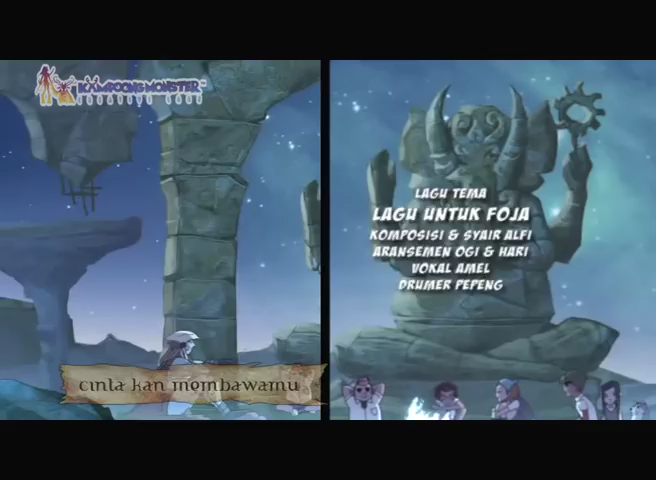 KAMPOONG MONSTER
LAGU TEMA
LAGU UNTUK FOJA
KOMPOSISI & SYAIR ALFI
ARANSEMEN OGI & HARI
VOKAL AMEL
DRUMER PEPENG
cinta kan membawamu